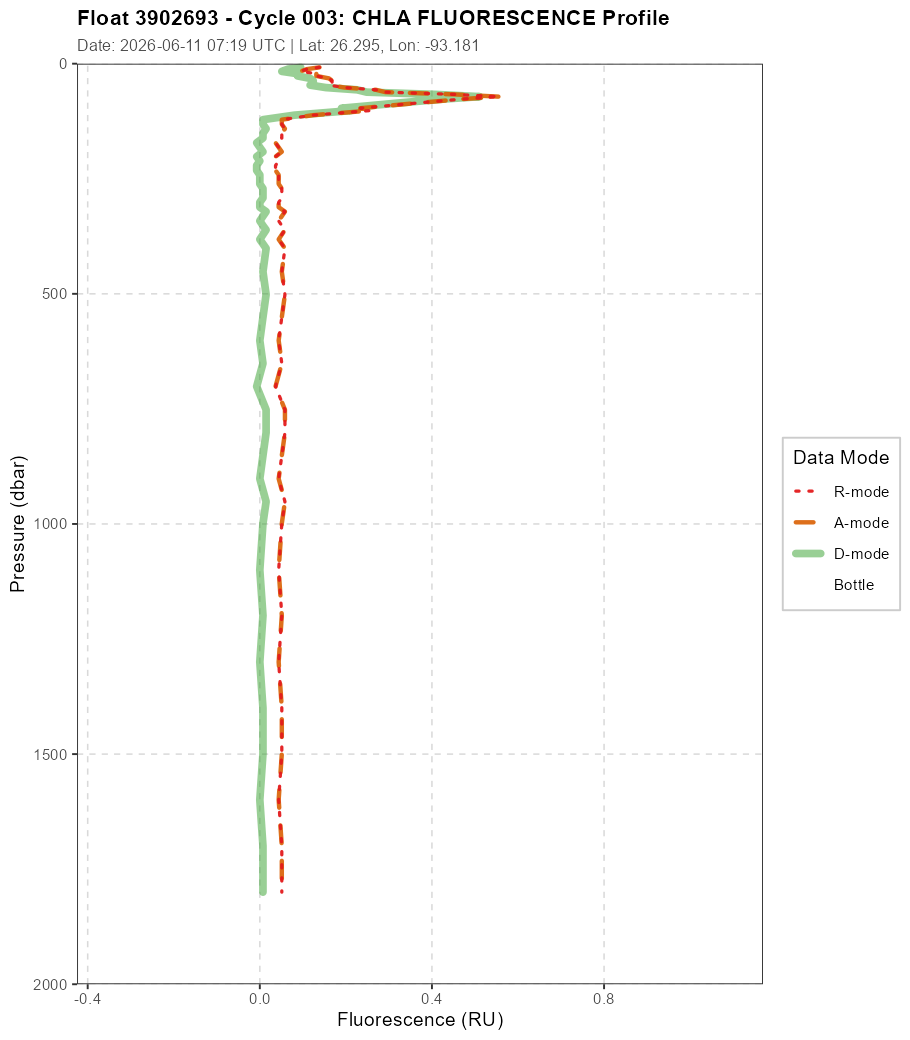 Float 3902693 - Cycle 003: CHLA FLUORESCENCE Profile
Date: 2026-06-11 07:19 UTC | Lat: 26.295, Lon: -93.181
0
500
1000
1500
2000
Pressure (dbar)
-0.4
0.0
0.4
0.8
Fluorescence (RU)
Data Mode
R-mode
A-mode
D-mode
Bottle